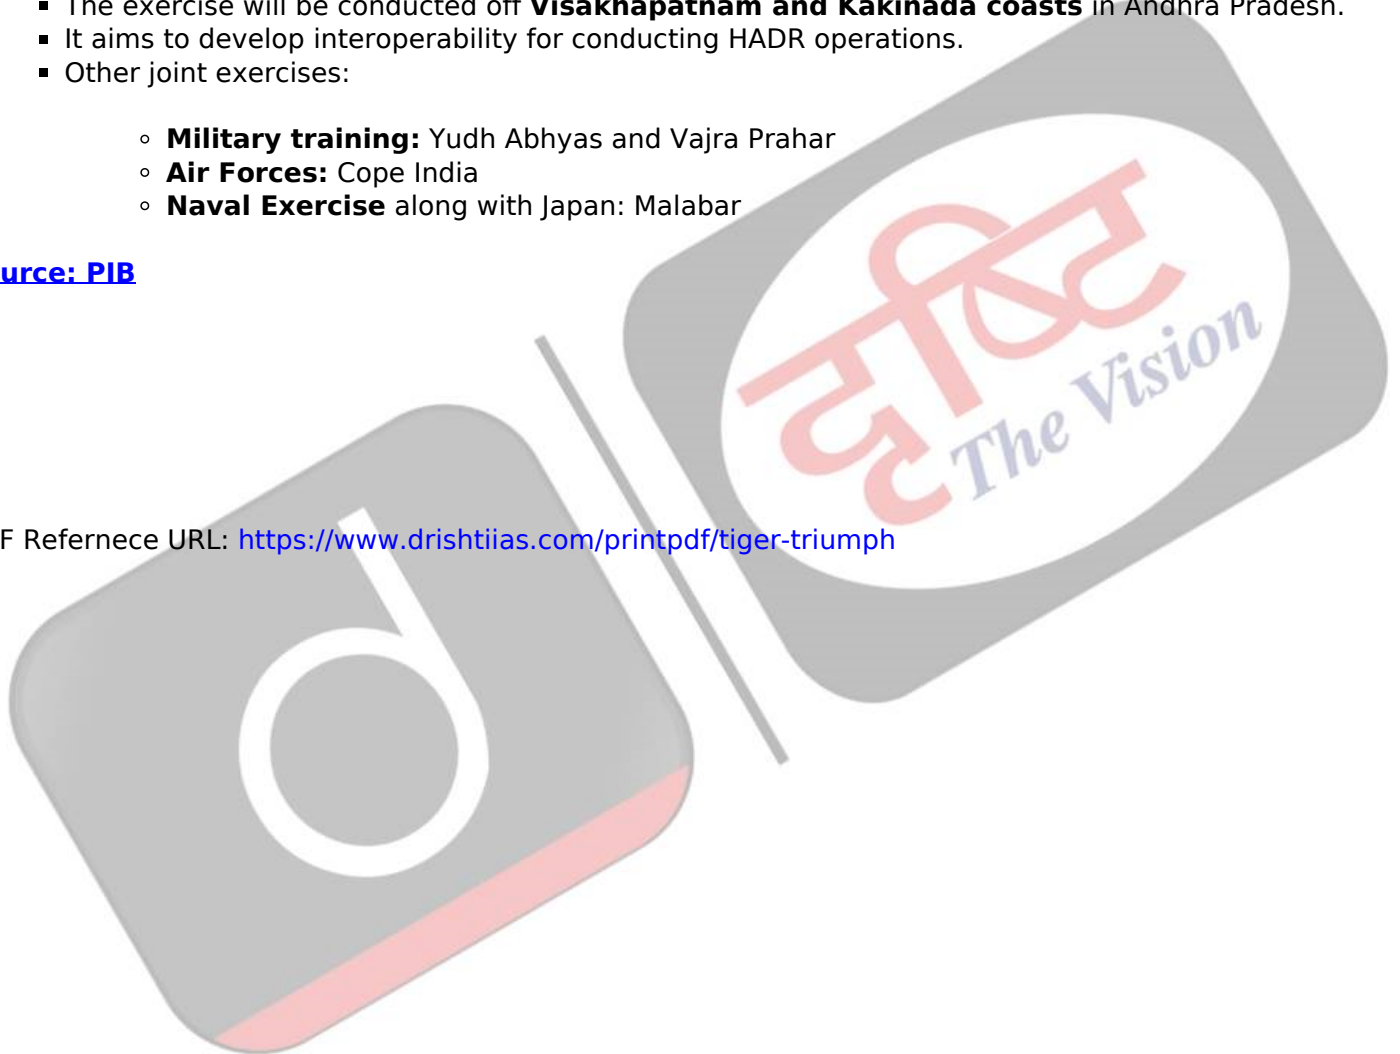 The exercise will be conducted off Visakhapatnam and Kakinada coasts in Andhra Pradesh.
It aims to develop interoperability for conducting HADR operations.
Other joint exercises:
Military training: Yudh Abhyas and Vajra Prahar
Air Forces: Cope India
Naval Exercise along with Japan: Malabar
urce: PIB
F Refernece URL: https://www.drishtiias.com/printpdf/tiger-triumph
दृष्टि
The Vision
d